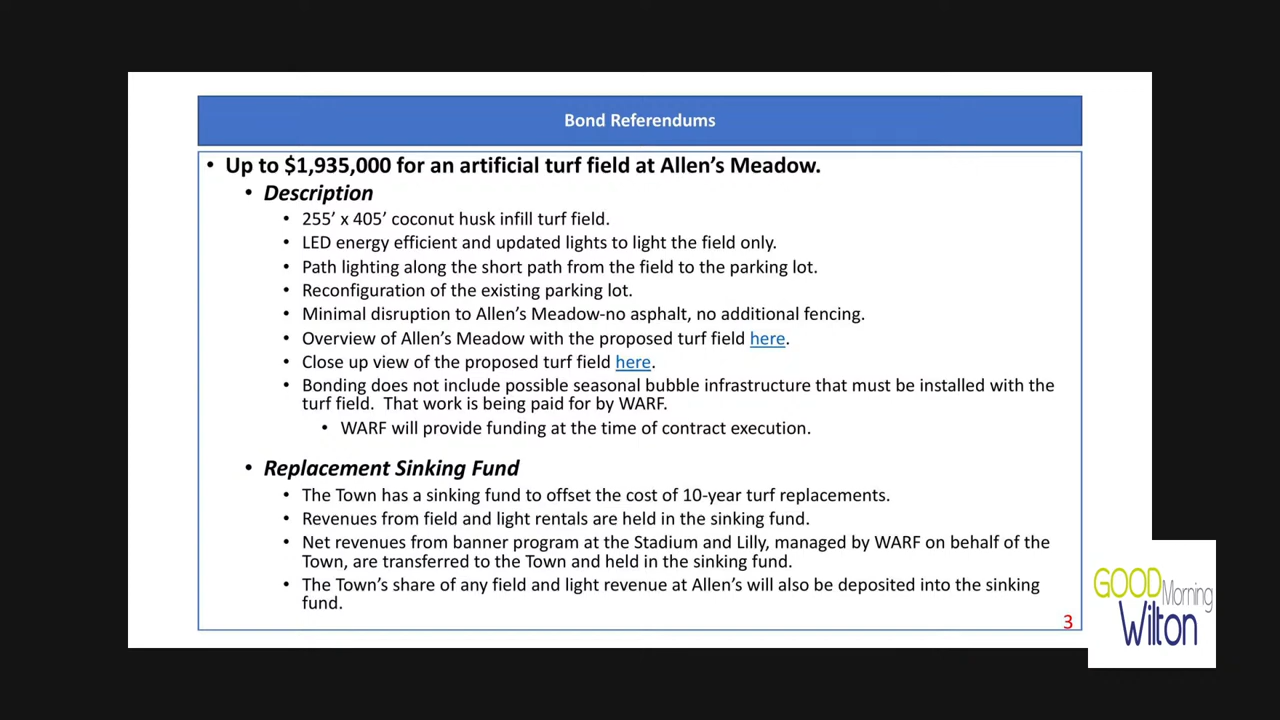 Bond Referendums
• Up to $1,935,000 for an artificial turf field at Allen's Meadow.
• Description
• 255' x 405' coconut husk infill turf field.
• LED energy efficient and updated lights to light the field only.
• Path lighting along the short path from the field to the parking lot.
• Reconfiguration of the existing parking lot.
• Minimal disruption to Allen's Meadow-no asphalt, no additional fencing.
• Overview of Allen's Meadow with the proposed turf field here.
• Close up view of the proposed turf field here.
• Bonding does not include possible seasonal bubble infrastructure that must be installed with the
turf field.  That work is being paid for by WARF.
• WARF will provide funding at the time of contract execution.
• Replacement Sinking Fund
• The Town has a sinking fund to offset the cost of 10-year turf replacements.
• Revenues from field and light rentals are held in the sinking fund.
• Net revenues from banner program at the Stadium and Lilly, managed by WARF on behalf of the
Town, are transferred to the Town and held in the sinking fund.
• The Town's share of any field and light revenue at Allen's will also be deposited into the sinking
fund.
3
GOOD Morning
Wilton